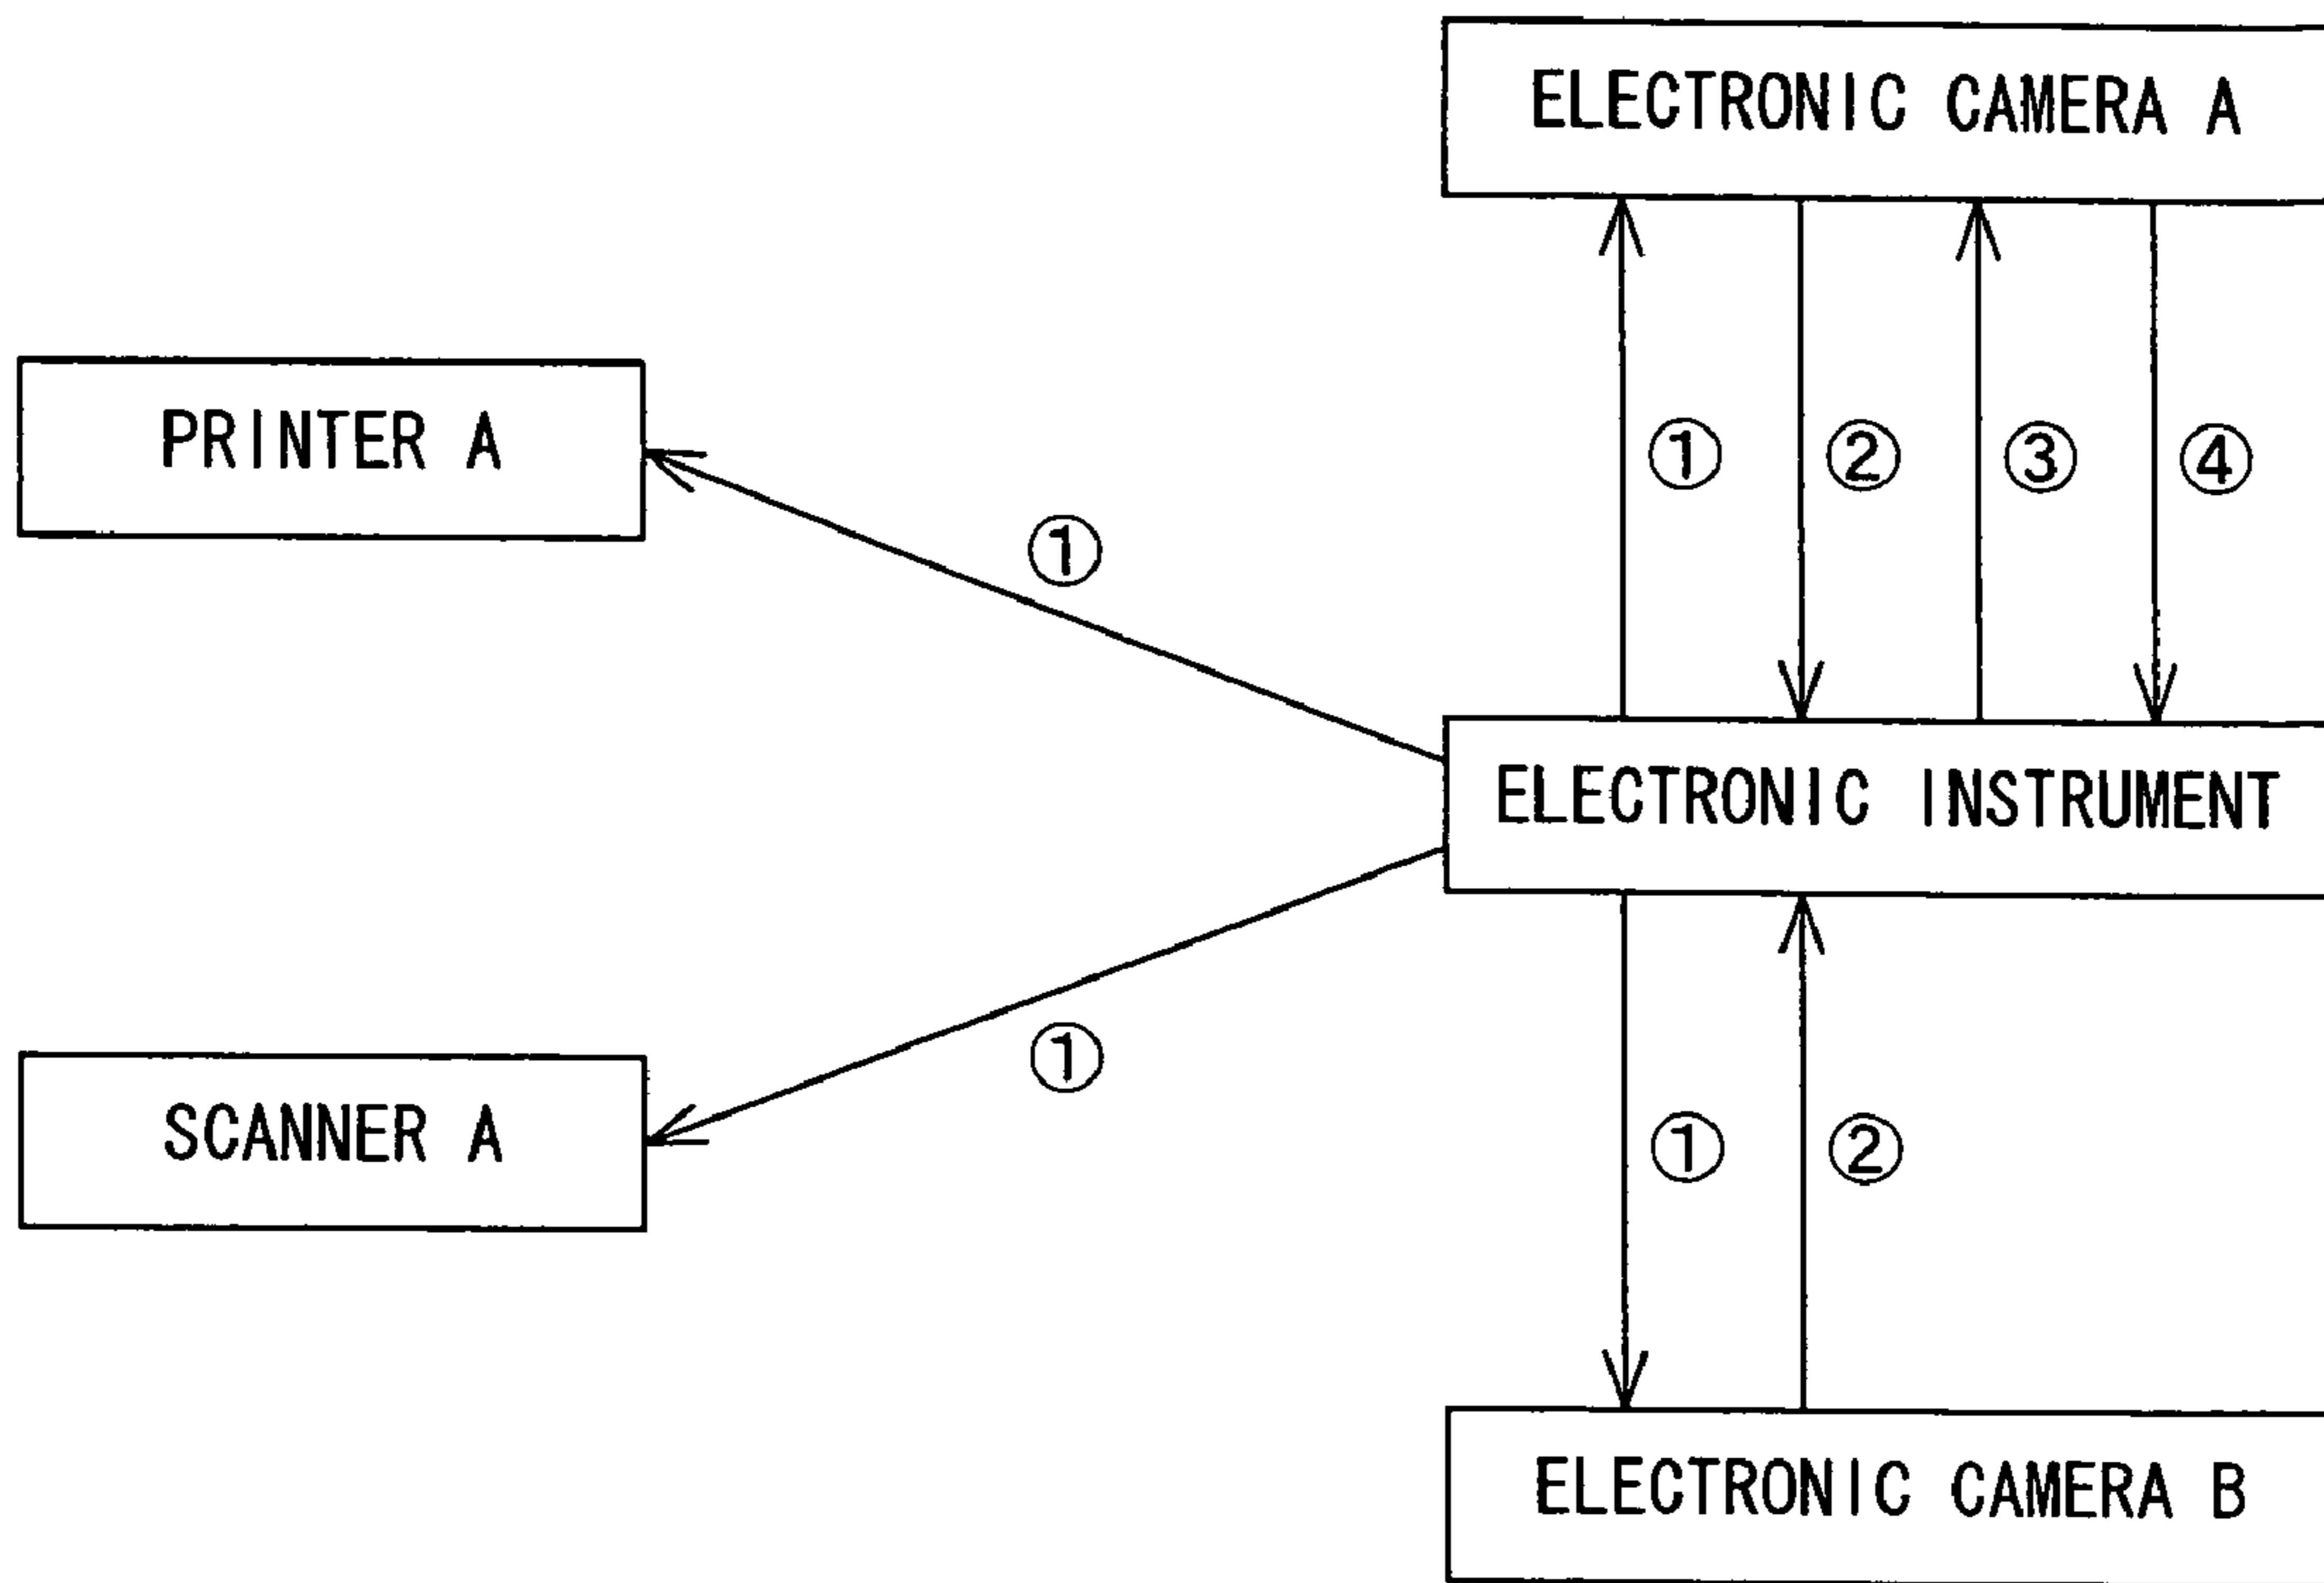 ELECTRONIC CAMERA A
PRINTER A
① ② ③ ④
①
ELECTRONIC INSTRUMENT
①
SCANNER A
① ②
ELECTRONIC CAMERA B